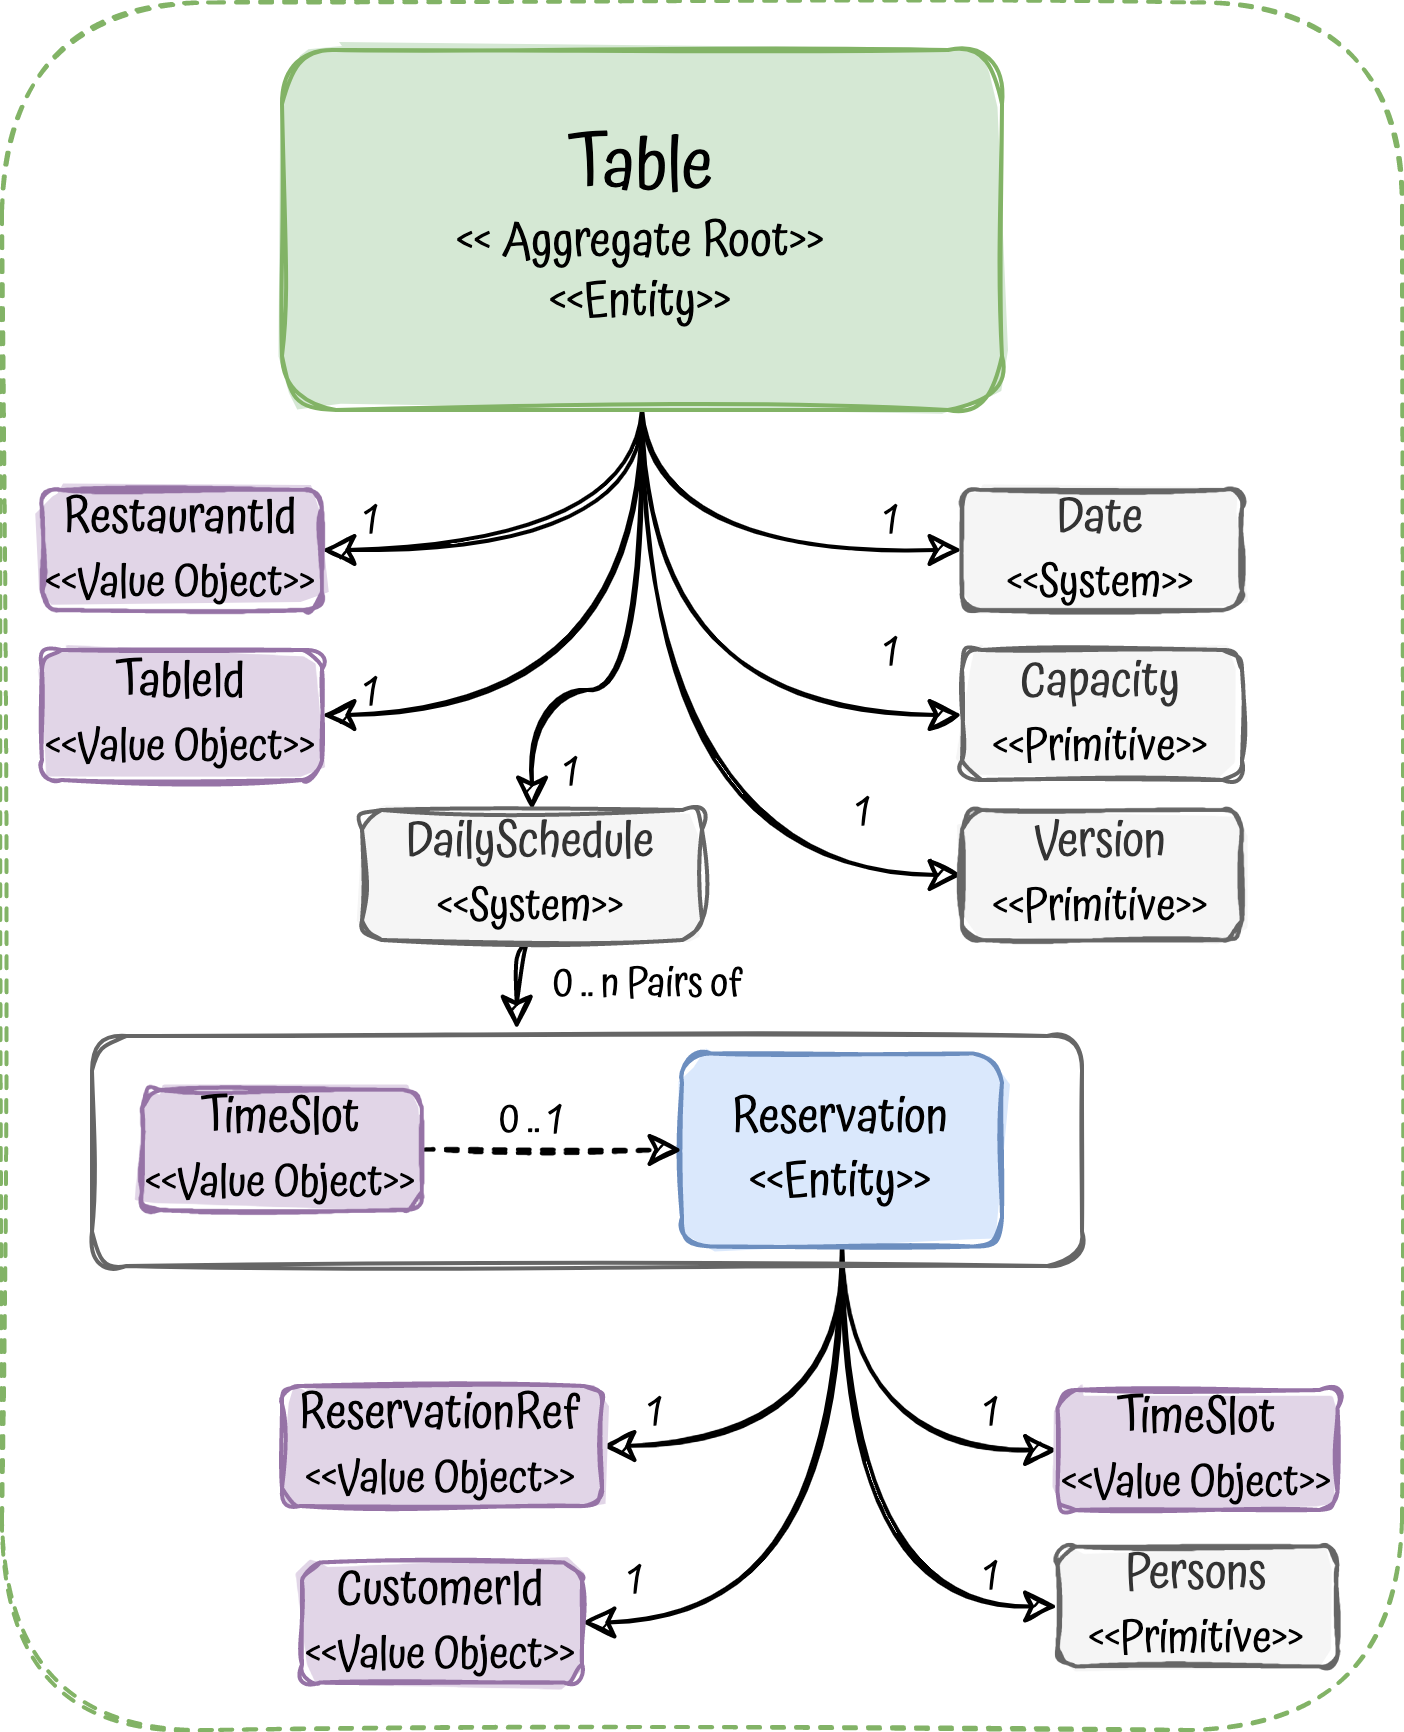 Table
<< Aggregate Root>>
<<Entity>>
RestaurantId
<<Value Object>>
1
1
Date
<<System>>
TableId
<<Value Object>>
1
1
Capacity
<<Primitive>>
1
DailySchedule
<<System>>
1
Version
<<Primitive>>
0 .. n Pairs of
TimeSlot
<<Value Object>>
0 .. 1
Reservation
<<Entity>>
ReservationRef
<<Value Object>>
1
1
TimeSlot
<<Value Object>>
CustomerId
<<Value Object>>
1
1
Persons
<<Primitive>>